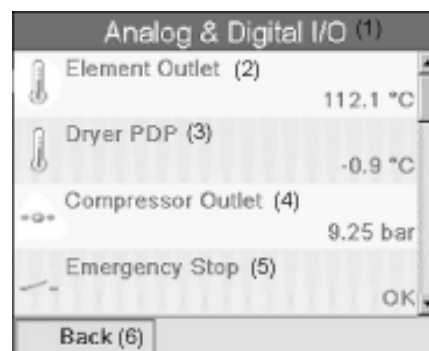 Analog & Digital I/O (1)
Element Outlet (2)
112.1 °C
Dryer PDP (3)
-0.9 °C
Compressor Outlet (4)
9.25 bar
Emergency Stop (5)
OK
Back (6)